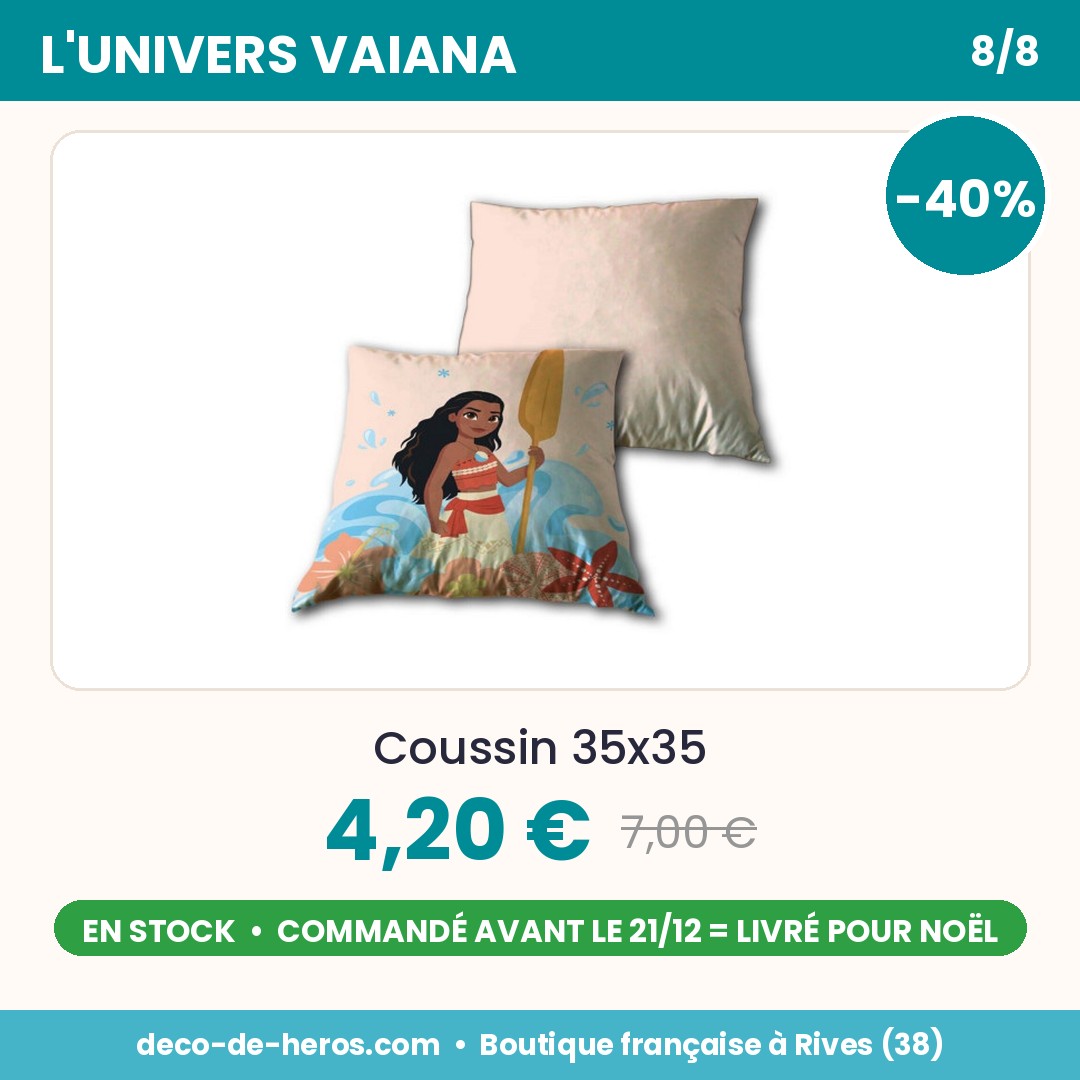 L'UNIVERS VAIANA
8/8
-40%
Coussin 35x35
4,20 € 7,00 €
EN STOCK • COMMANDÉ AVANT LE 21/12 = LIVRÉ POUR NOËL
deco-de-heros.com • Boutique française à Rives (38)